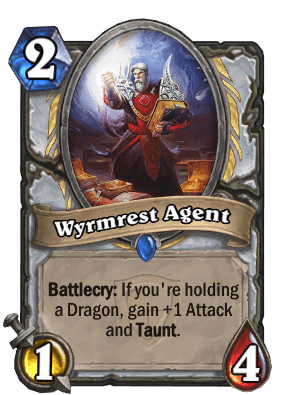 2
Wyrmrest Agent
Battlecry: If you're holding
a Dragon, gain +1 Attack
and Taunt.
1
4